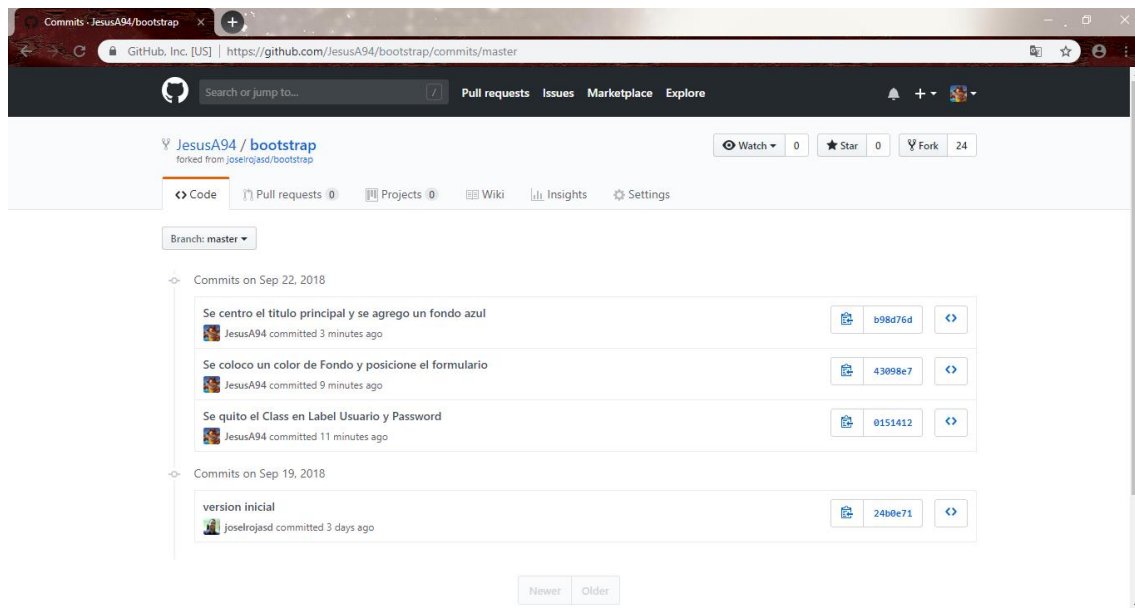 Commits · JesusA94/bootstrap
GitHub, Inc. [US] | https://github.com/JesusA94/bootstrap/commits/master
Search or jump to... / Pull requests Issues Marketplace Explore
JesusA94 / bootstrap Watch 0 Star 0 Fork 24
forked from joselrojasd/bootstrap
<> Code Pull requests 0 Projects 0 Wiki Insights Settings
Branch: master
Commits on Sep 22, 2018
Se centro el titulo principal y se agrego un fondo azul
JesusA94 committed 3 minutes ago
b98d76d
Se coloco un color de Fondo y posicione el formulario
JesusA94 committed 9 minutes ago
43098e7
Se quito el Class en Label Usuario y Password
JesusA94 committed 11 minutes ago
0151412
Commits on Sep 19, 2018
version inicial
joselrojasd committed 3 days ago
24b0e71
Newer Older